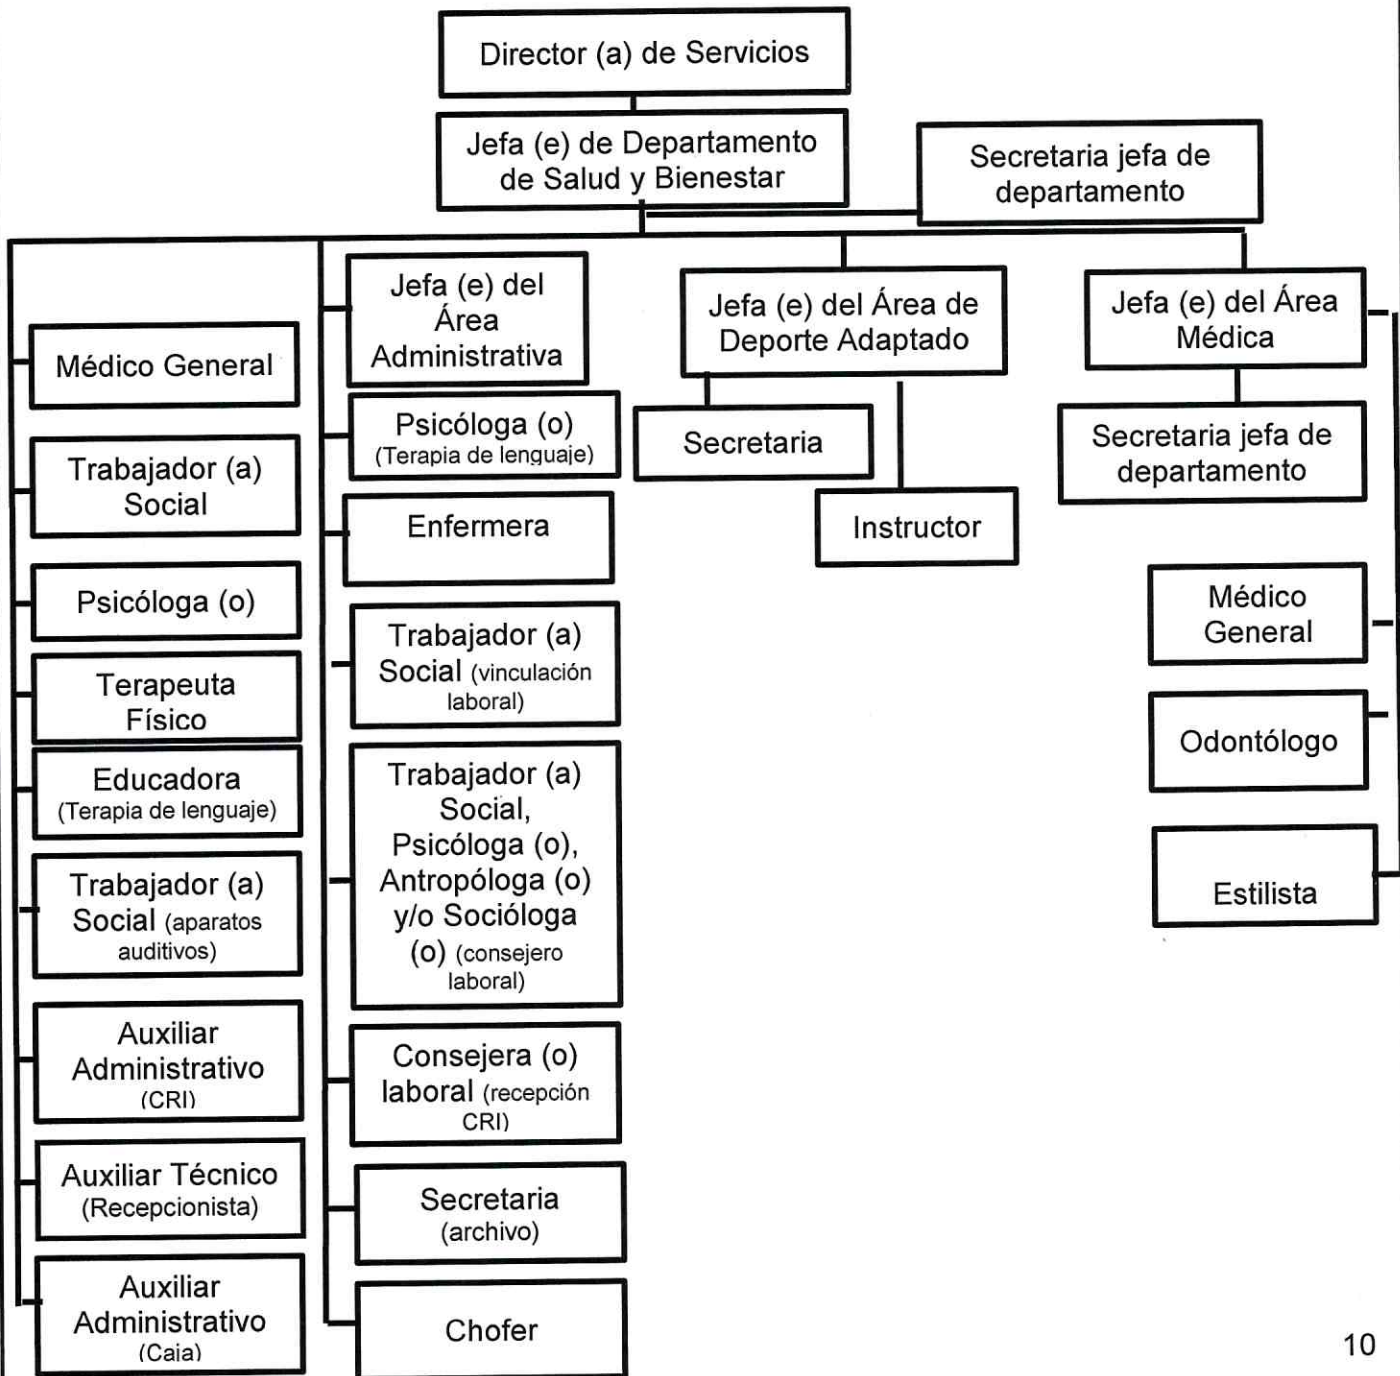 Director (a) de Servicios
Jefa (e) de Departamento
de Salud y Bienestar
Secretaria jefa de
departamento
Médico General
Trabajador (a)
Social
Psicóloga (o)
Terapeuta
Físico
Educadora
(Terapia de lenguaje)
Trabajador (a)
Social (aparatos
auditivos)
Auxiliar
Administrativo
(CRI)
Auxiliar Técnico
(Recepcionista)
Auxiliar
Administrativo
(Caja)
Jefa (e) del
Área
Administrativa
Psicóloga (o)
(Terapia de lenguaje)
Enfermera
Trabajador (a)
Social (vinculación
laboral)
Trabajador (a)
Social,
Psicóloga (o),
Antropóloga (o)
y/o Socióloga
(o) (consejero
laboral)
Consejera (o)
laboral (recepción
CRI)
Secretaria
(archivo)
Chofer
Jefa (e) del Área de
Deporte Adaptado
Secretaria
Instructor
Jefa (e) del Área
Médica
Secretaria jefa de
departamento
Médico
General
Odontólogo
Estilista
10